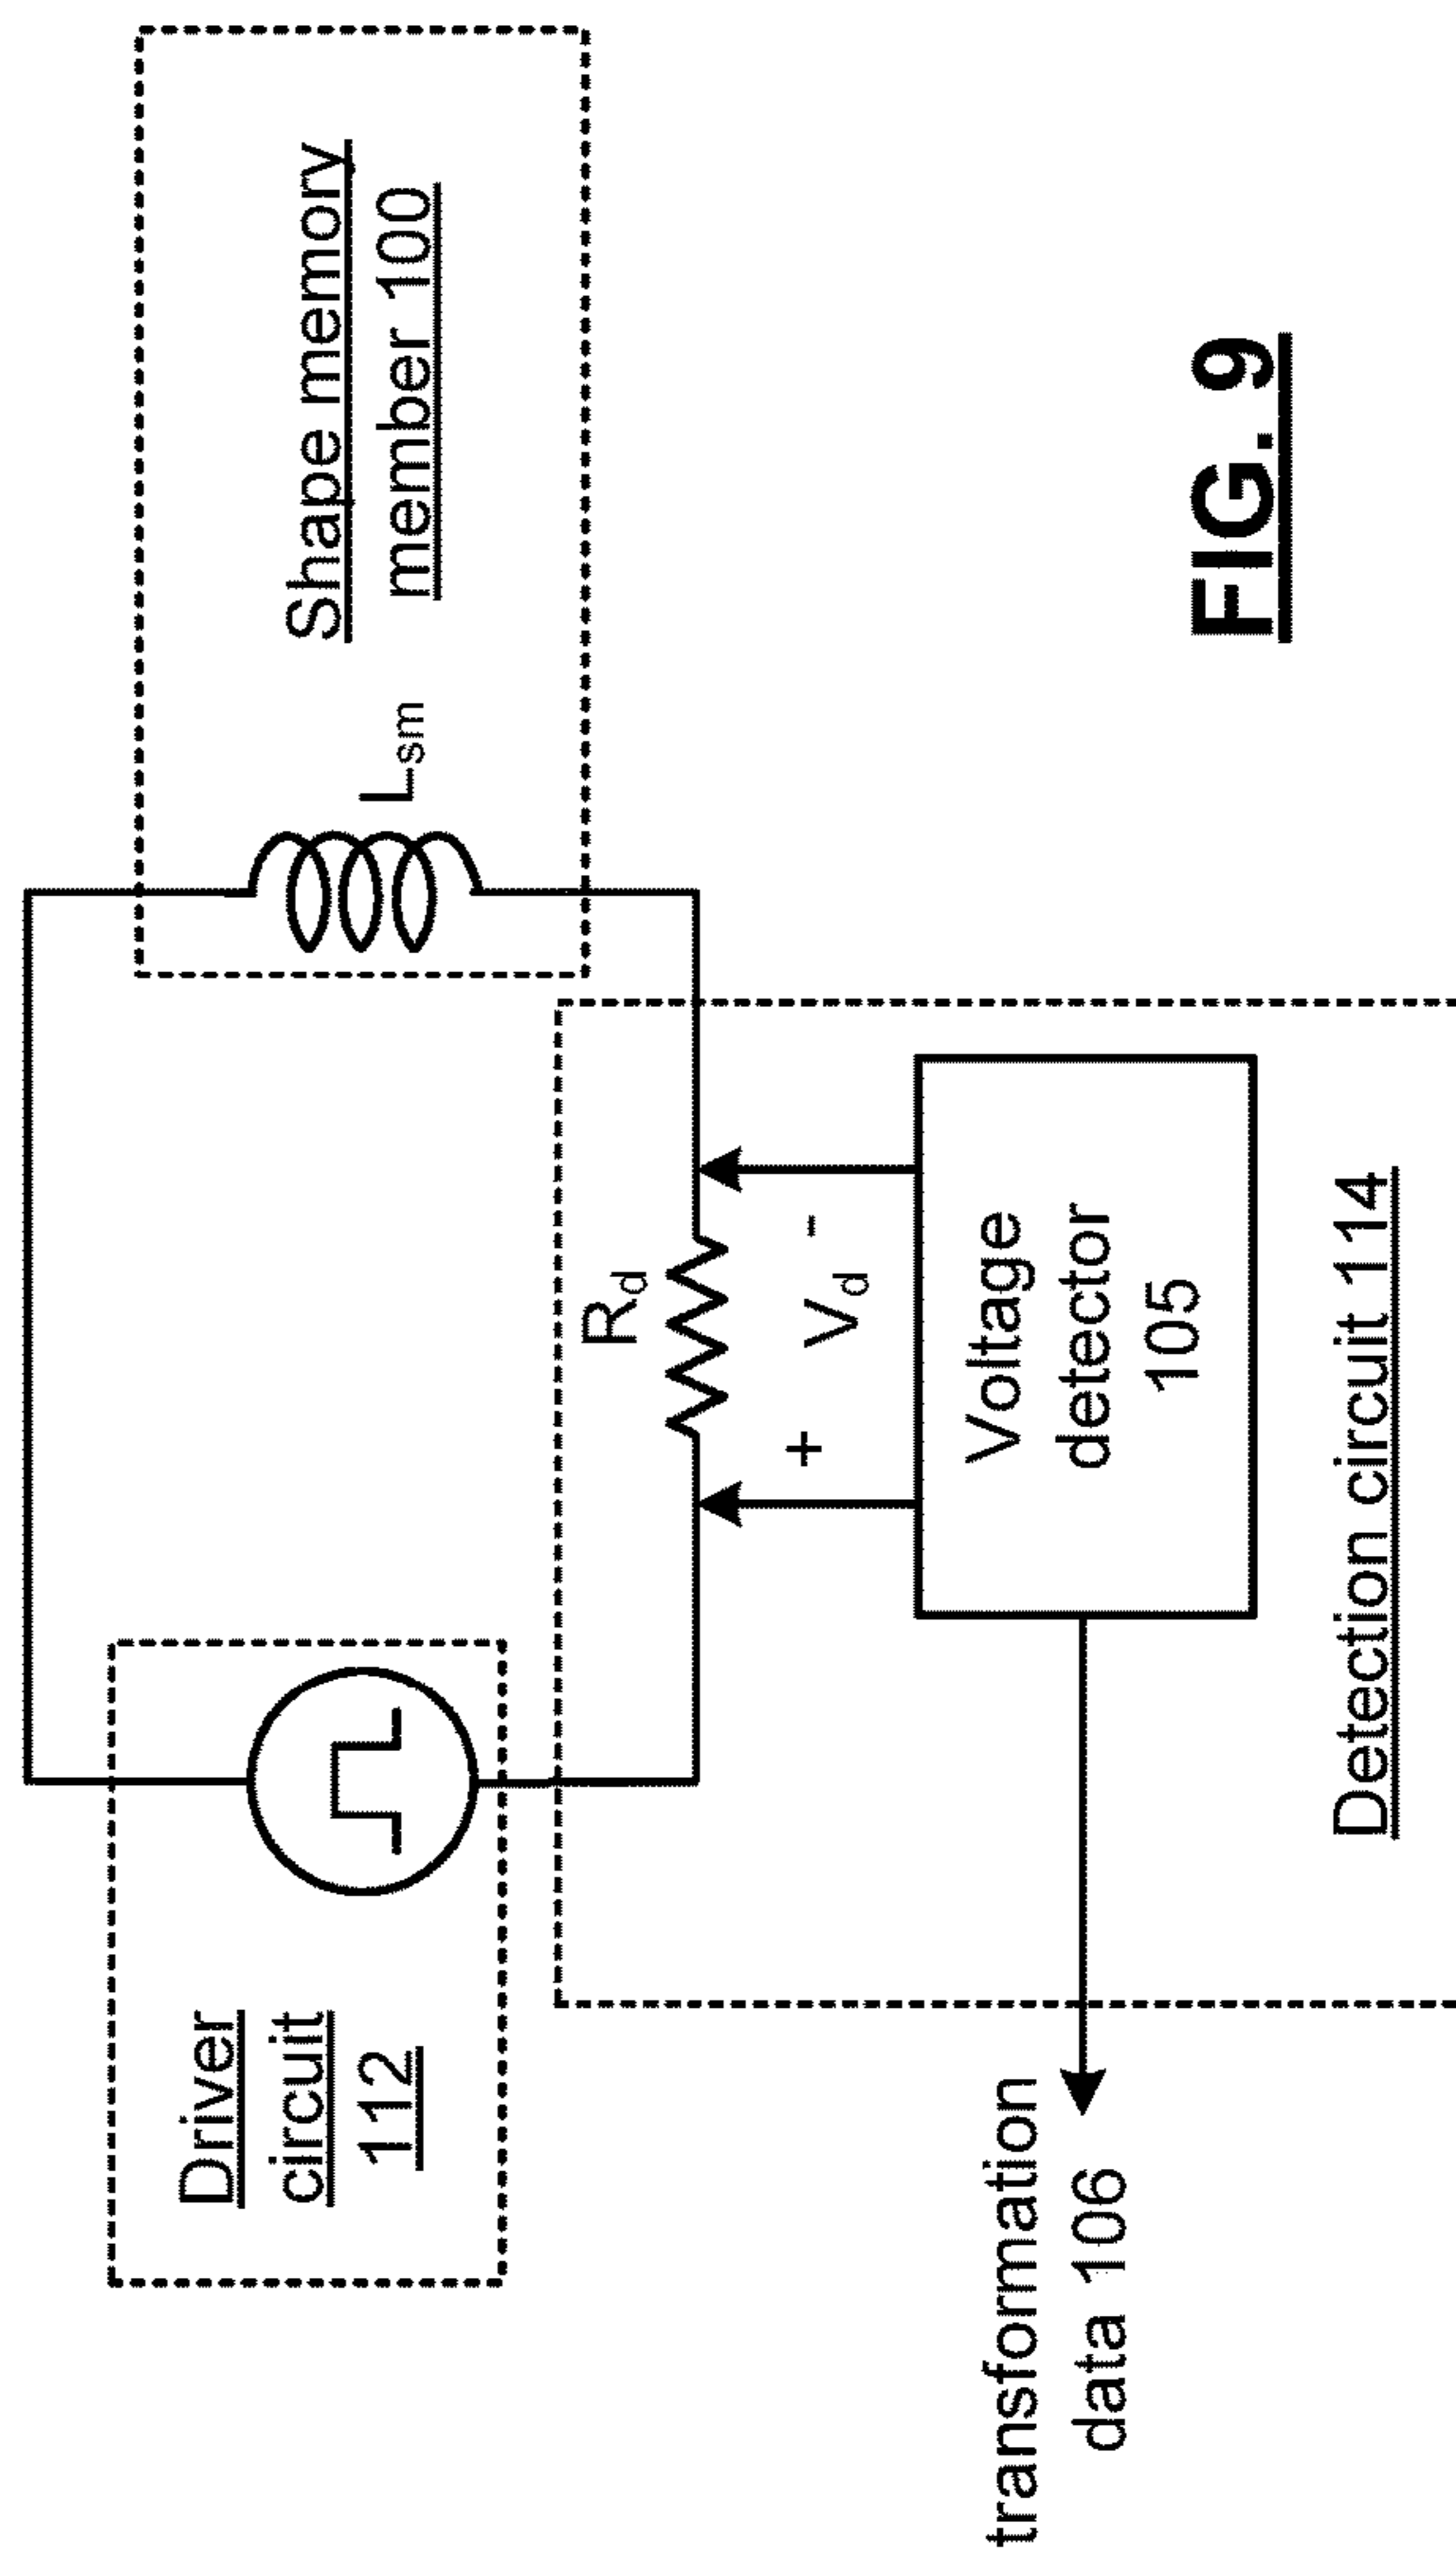 Driver
circuit
112
Shape memory
member 100
Lsm
Rd
+ Vd -
Voltage
detector
105
transformation
data 106
Detection circuit 114
FIG. 9